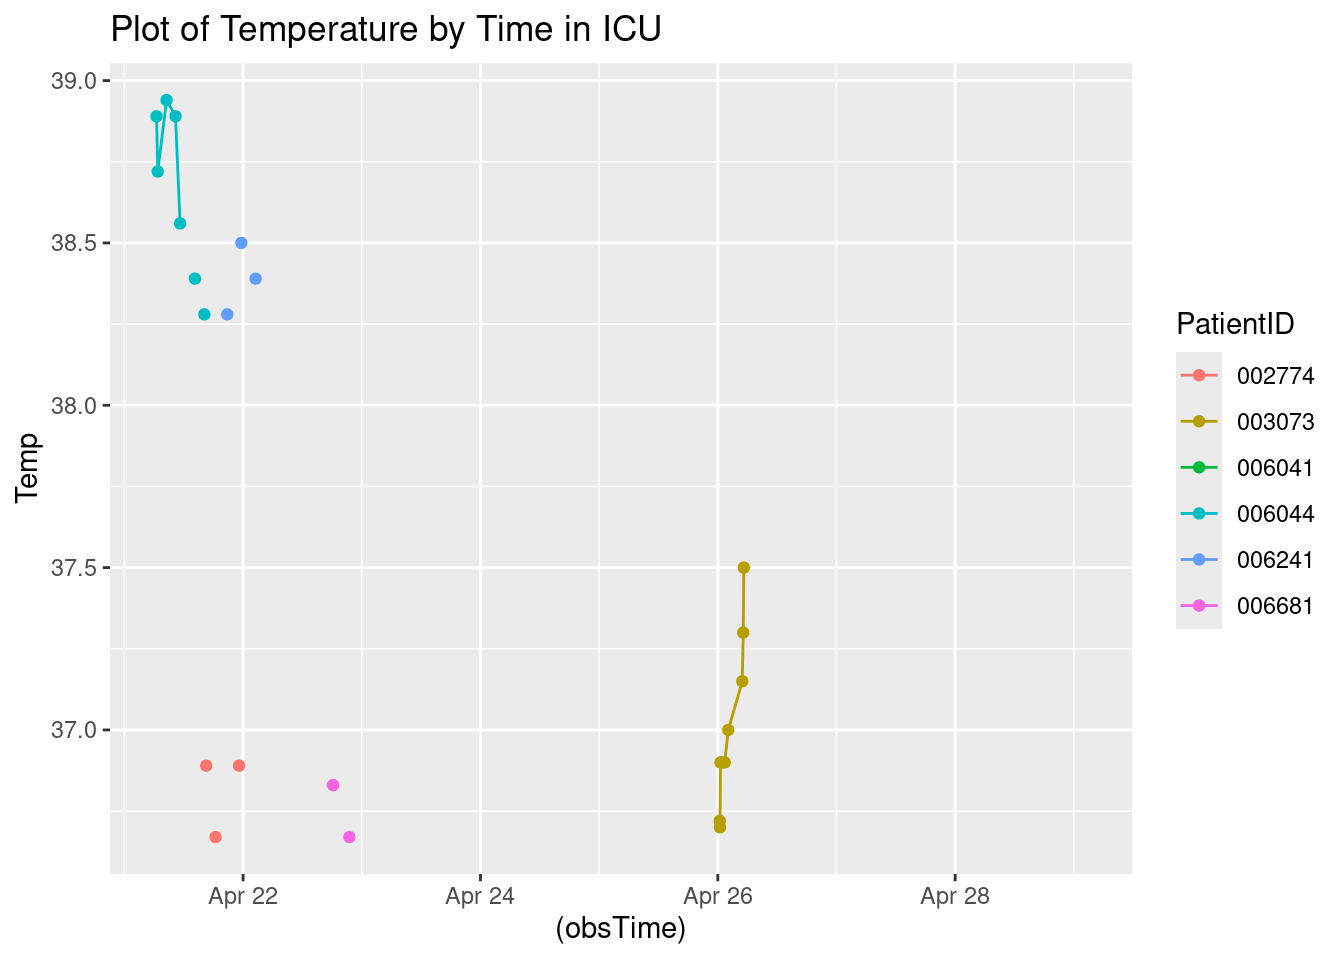 Plot of Temperature by Time in ICU
39.0
38.5
38.0
37.5
37.0
Temp
Apr 22
Apr 24
Apr 26
Apr 28
(obsTime)
PatientID
002774
003073
006041
006044
006241
006681